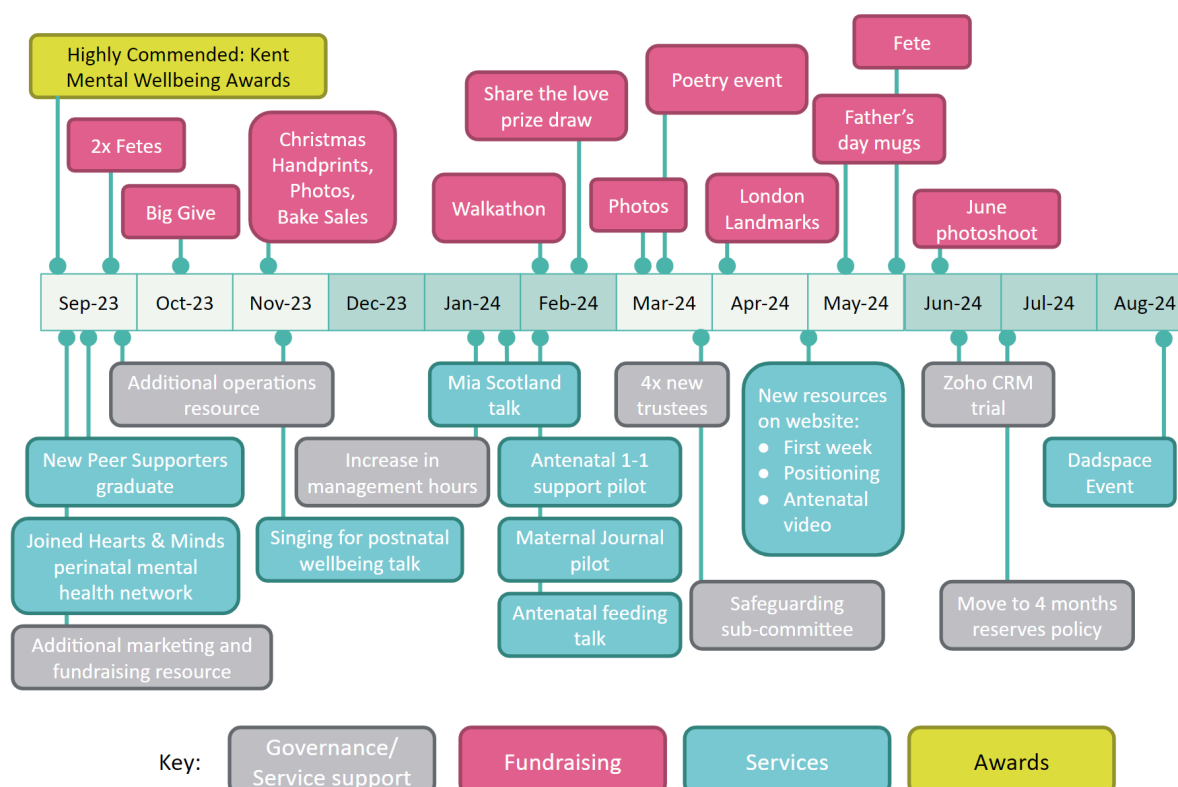 Highly Commended: Kent
Mental Wellbeing Awards
2x Fetes
Big Give
Christmas
Handprints,
Photos,
Bake Sales
Walkathon
Share the love
prize draw
Photos
Poetry event
London
Landmarks
Father's
day mugs
Fete
June
photoshoot
Sep-23
Oct-23
Nov-23
Dec-23
Jan-24
Feb-24
Mar-24
Apr-24
May-24
Jun-24
Jul-24
Aug-24
Additional operations
resource
New Peer Supporters
graduate
Joined Hearts & Minds
perinatal mental
health network
Additional marketing and
fundraising resource
Singing for postnatal
wellbeing talk
Increase in
management hours
Mia Scotland
talk
Antenatal 1-1
support pilot
Maternal Journal
pilot
Antenatal feeding
talk
4x new
trustees
Safeguarding
sub-committee
New resources
on website:
● First week
● Positioning
● Antenatal
video
Zoho CRM
trial
Move to 4 months
reserves policy
Dadspace
Event
Key:
Governance/
Service support
Fundraising
Services
Awards